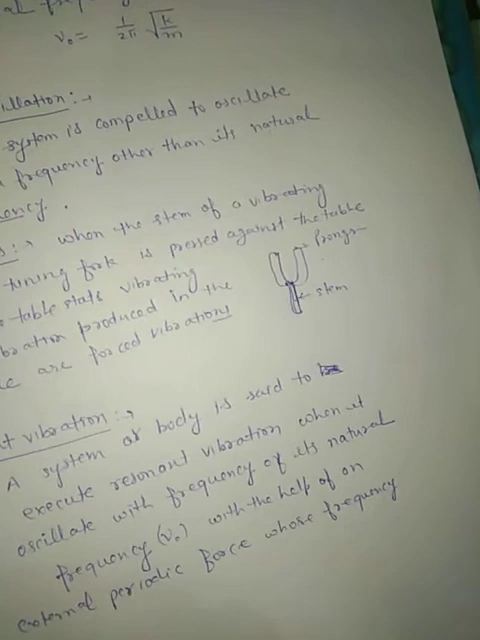 ν₀ = 1/2π √k/m
illation :→
system is compelled to oscillate
frequency other than its natural
uency .
s :→ when the stem of a vibrating
tuning fork is pressed against the table
table stats vibrating
Prongs
stem
bration produced in the
are forced vibrations
t vibration :→
A system or body is said to
execute resonant vibration when it
oscillate with frequency of its natural
frequency (ν₀) with the help of an
external periodic force whose frequency